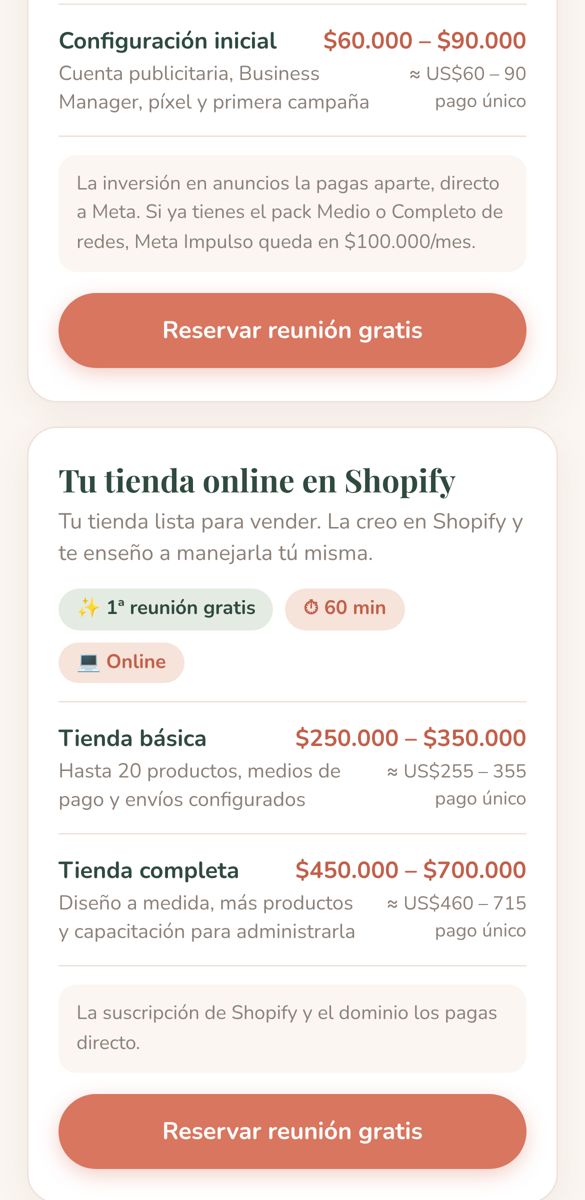 Configuración inicial
$60.000 – $90.000
Cuenta publicitaria, Business
Manager, píxel y primera campaña
≈ US$60 – 90
pago único
La inversión en anuncios la pagas aparte, directo
a Meta. Si ya tienes el pack Medio o Completo de
redes, Meta Impulso queda en $100.000/mes.
Reservar reunión gratis
Tu tienda online en Shopify
Tu tienda lista para vender. La creo en Shopify y
te enseño a manejarla tú misma.
✨ 1ª reunión gratis
⏱ 60 min
💻 Online
Tienda básica
$250.000 – $350.000
Hasta 20 productos, medios de
pago y envíos configurados
≈ US$255 – 355
pago único
Tienda completa
$450.000 – $700.000
Diseño a medida, más productos
y capacitación para administrarla
≈ US$460 – 715
pago único
La suscripción de Shopify y el dominio los pagas
directo.
Reservar reunión gratis